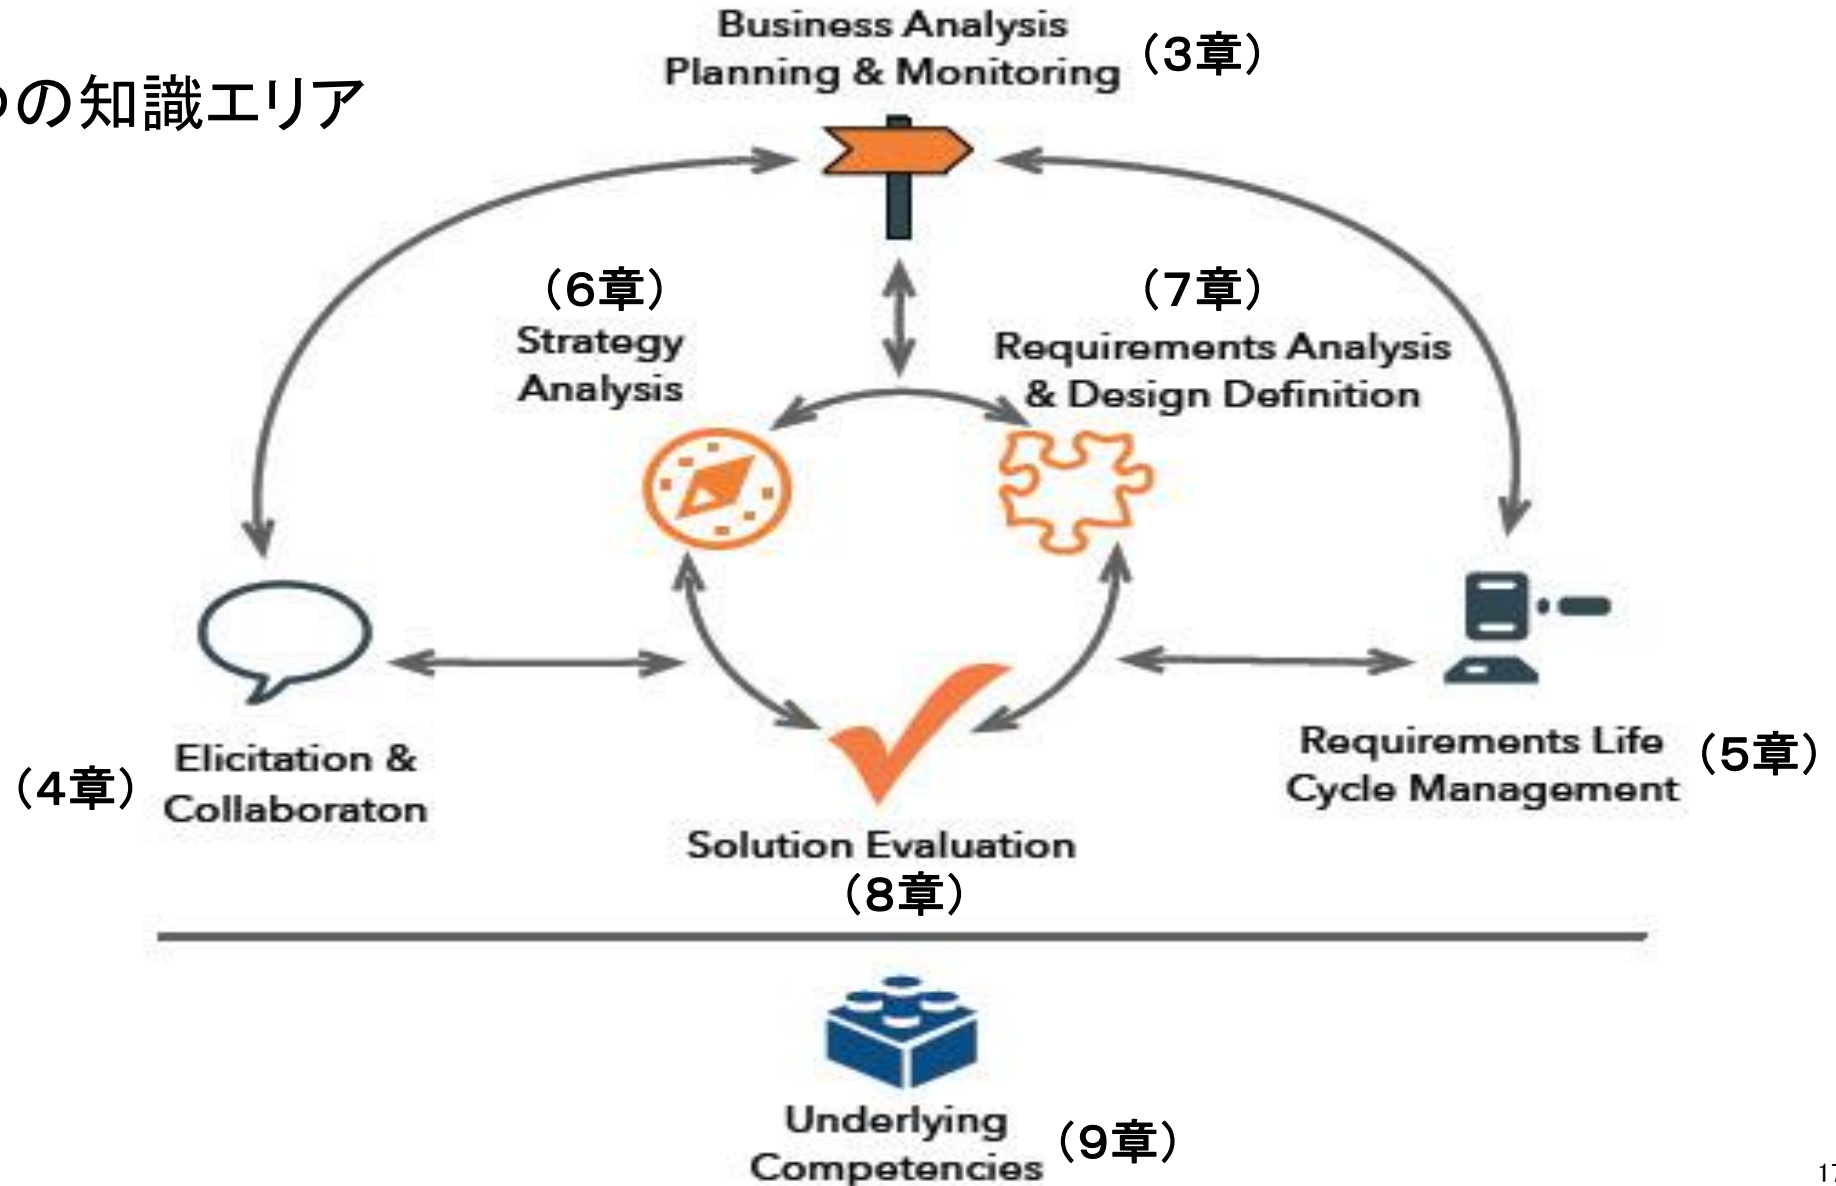 つの知識エリア
Business Analysis
Planning & Monitoring (3章)
(6章)
Strategy
Analysis
(7章)
Requirements Analysis
& Design Definition
(4章)
Elicitation &
Collaboraton
Requirements Life
Cycle Management
(5章)
Solution Evaluation
(8章)
Underlying
Competencies
(9章)
17